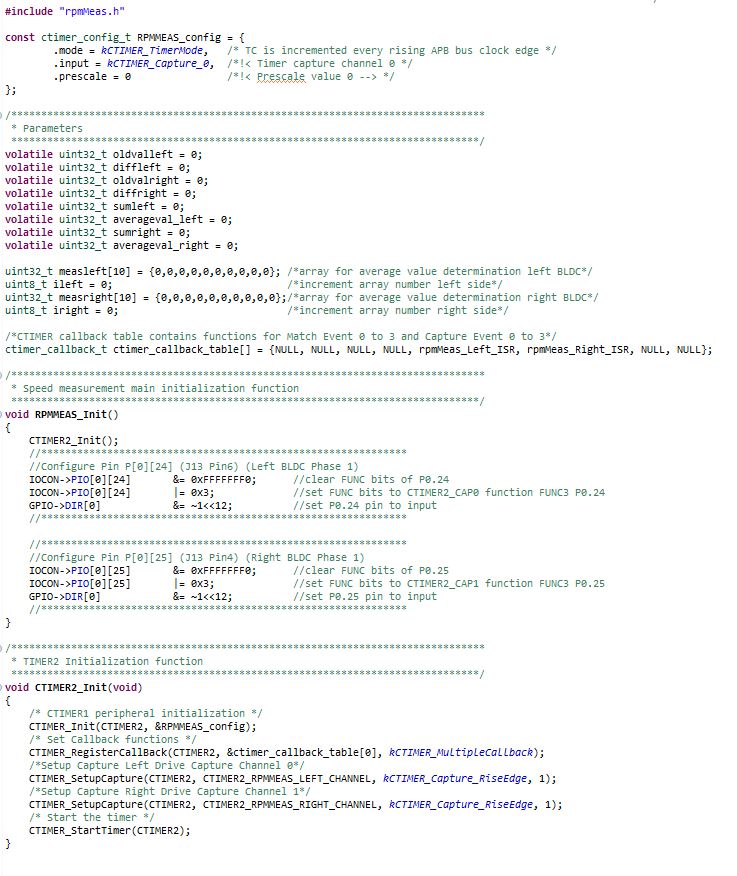 #include "rpmMeas.h"
const ctimer_config_t RPMMEAS_config = {
.mode = kCTIMER_TimerMode, /* TC is incremented every rising APB bus clock edge */
.input = kCTIMER_Capture_0, /*!< Timer capture channel 0 */
.prescale = 0 /*!< Prescale value 0 --> */
};
/******************************************************************************
* Parameters
******************************************************************************/
volatile uint32_t oldvalleft = 0;
volatile uint32_t diffleft = 0;
volatile uint32_t oldvalright = 0;
volatile uint32_t diffright = 0;
volatile uint32_t sumleft = 0;
volatile uint32_t averageval_left = 0;
volatile uint32_t sumright = 0;
volatile uint32_t averageval_right = 0;
uint32_t measleft[10] = {0,0,0,0,0,0,0,0,0,0}; /*array for average value determination left BLDC*/
uint8_t ileft = 0; /*increment array number left side*/
uint32_t measright[10] = {0,0,0,0,0,0,0,0,0,0};/*array for average value determination right BLDC*/
uint8_t iright = 0; /*increment array number right side*/
/*CTIMER callback table contains functions for Match Event 0 to 3 and Capture Event 0 to 3*/
ctimer_callback_t ctimer_callback_table[] = {NULL, NULL, NULL, NULL, rpmMeas_Left_ISR, rpmMeas_Right_ISR, NULL, NULL};
/******************************************************************************
* Speed measurement main initialization function
******************************************************************************/
void RPMMEAS_Init()
{
CTIMER2_Init();
//************************************************************
//Configure Pin P[0][24] (J13 Pin6) (Left BLDC Phase 1)
IOCON->PIO[0][24] &= 0xFFFFFFF0; //clear FUNC bits of P0.24
IOCON->PIO[0][24] |= 0x3; //set FUNC bits to CTIMER2_CAP0 function FUNC3 P0.24
GPIO->DIR[0] &= ~1<<12; //set P0.24 pin to input
//************************************************************
//************************************************************
//Configure Pin P[0][25] (J13 Pin4) (Right BLDC Phase 1)
IOCON->PIO[0][25] &= 0xFFFFFFF0; //clear FUNC bits of P0.25
IOCON->PIO[0][25] |= 0x3; //set FUNC bits to CTIMER2_CAP1 function FUNC3 P0.25
GPIO->DIR[0] &= ~1<<12; //set P0.25 pin to input
//************************************************************
}
/******************************************************************************
* TIMER2 Initialization function
******************************************************************************/
void CTIMER2_Init(void)
{
/* CTIMER1 peripheral initialization */
CTIMER_Init(CTIMER2, &RPMMEAS_config);
/* Set Callback functions */
CTIMER_RegisterCallBack(CTIMER2, &ctimer_callback_table[0], kCTIMER_MultipleCallback);
/*Setup Capture Left Drive Capture Channel 0*/
CTIMER_SetupCapture(CTIMER2, CTIMER2_RPMMEAS_LEFT_CHANNEL, kCTIMER_Capture_RiseEdge, 1);
/*Setup Capture Right Drive Capture Channel 1*/
CTIMER_SetupCapture(CTIMER2, CTIMER2_RPMMEAS_RIGHT_CHANNEL, kCTIMER_Capture_RiseEdge, 1);
/* Start the timer */
CTIMER_StartTimer(CTIMER2);
}